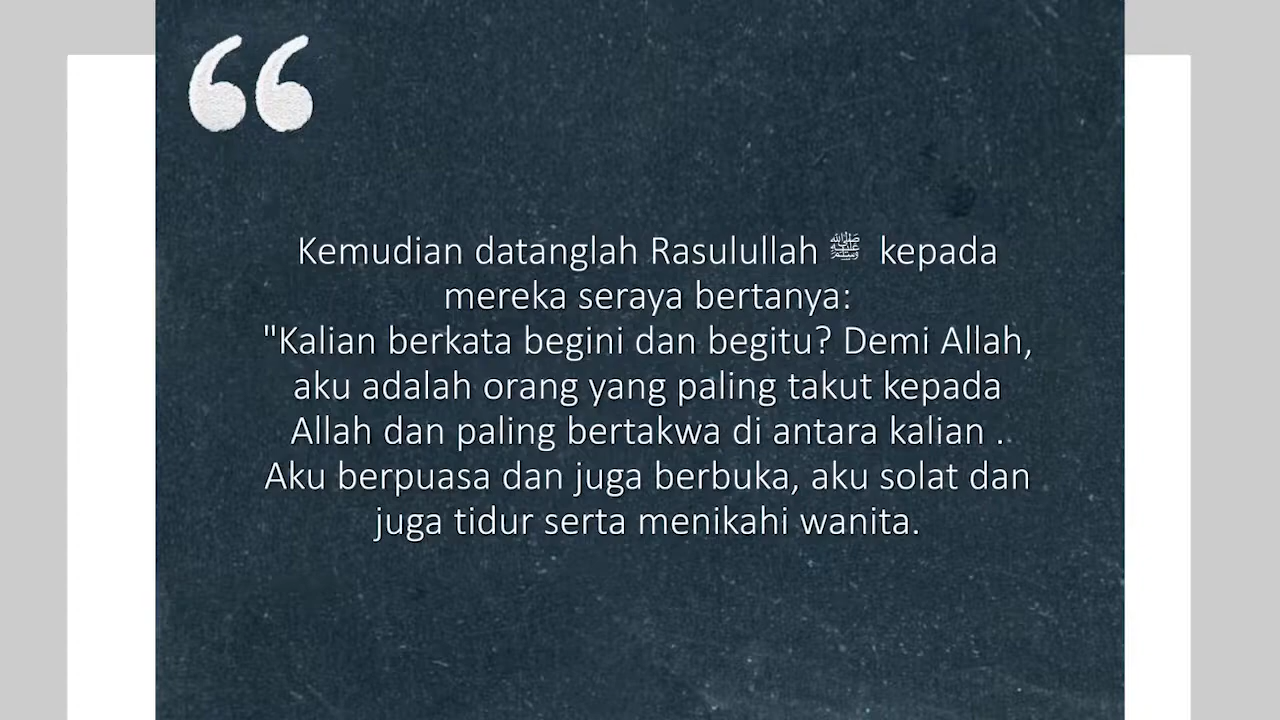 “
Kemudian datanglah Rasulullah ﷺ kepada
mereka seraya bertanya:
"Kalian berkata begini dan begitu? Demi Allah,
aku adalah orang yang paling takut kepada
Allah dan paling bertakwa di antara kalian .
Aku berpuasa dan juga berbuka, aku solat dan
juga tidur serta menikahi wanita.